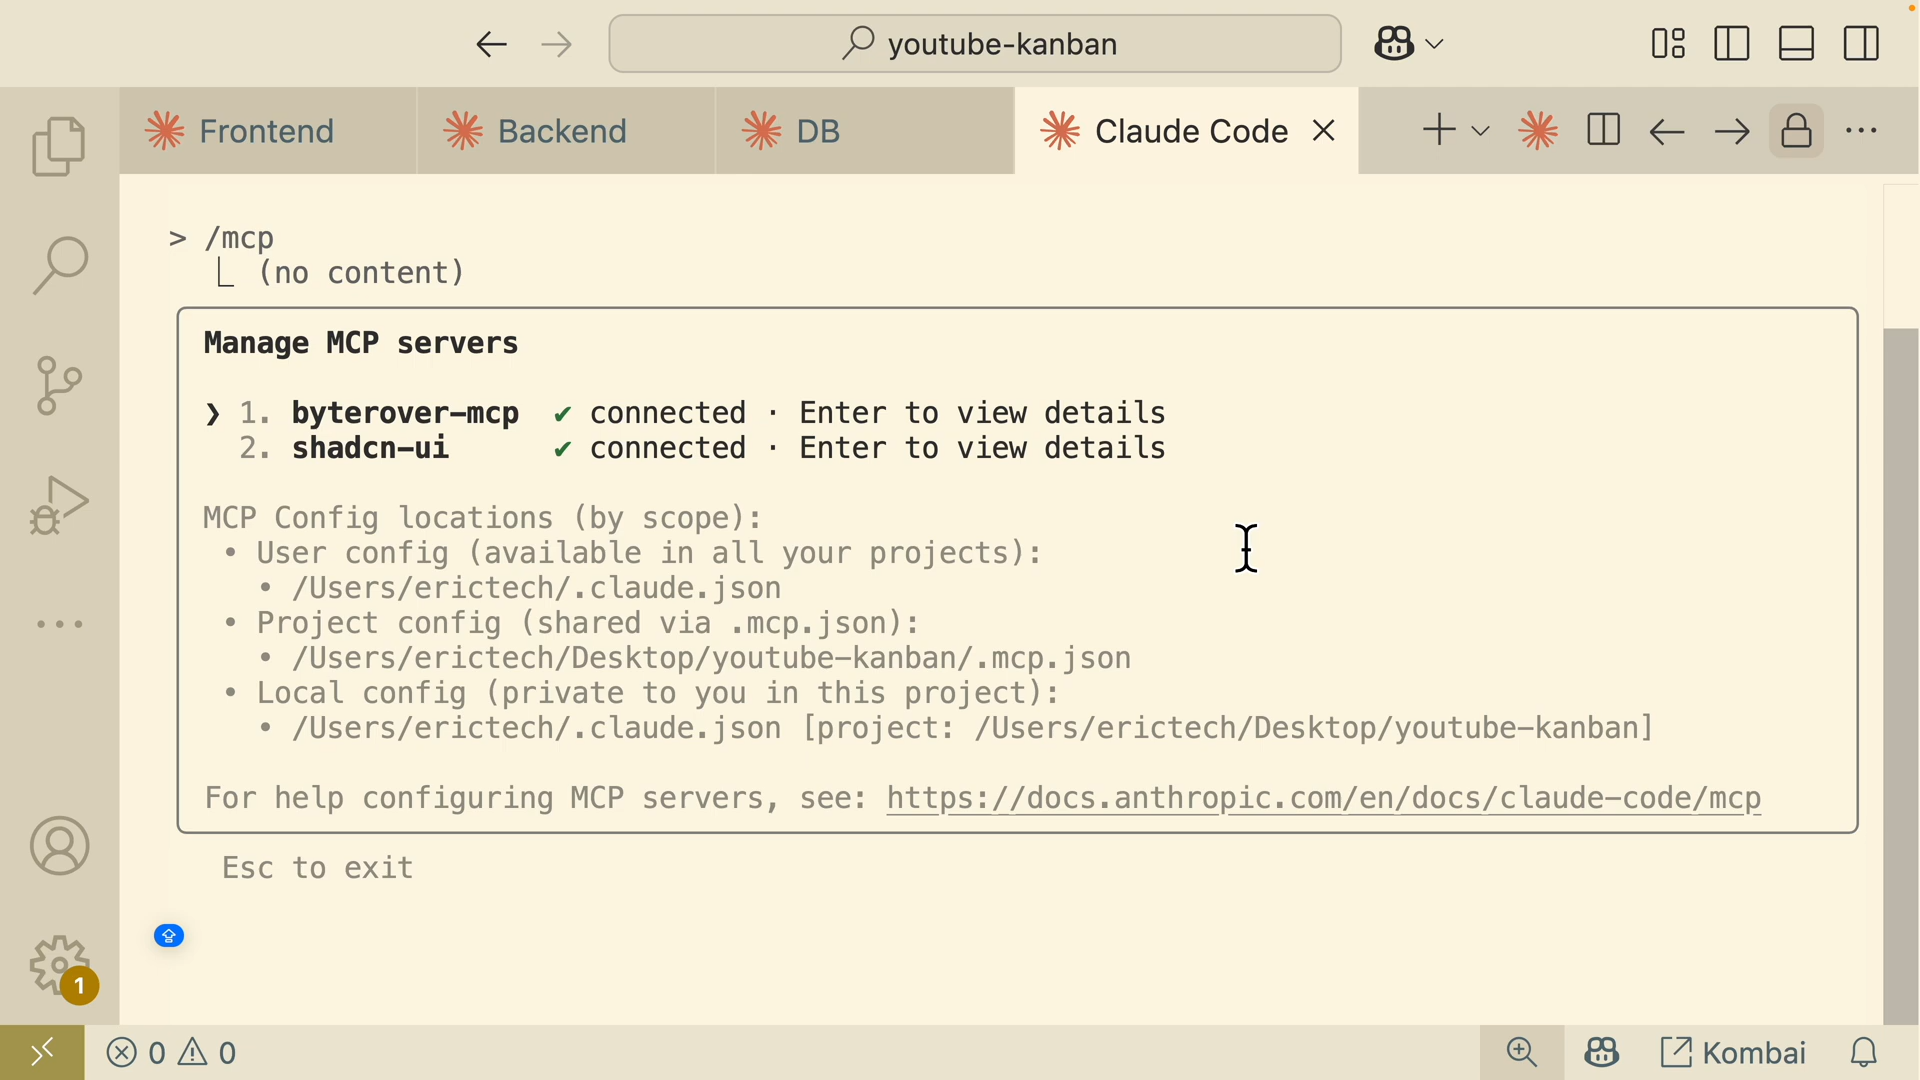 youtube-kanban
Frontend
Backend
DB
Claude Code
> /mcp
⎿ (no content)
Manage MCP servers
❯ 1. byterover-mcp ✔ connected · Enter to view details
2. shadcn-ui ✔ connected · Enter to view details
MCP Config locations (by scope):
• User config (available in all your projects):
• /Users/erictech/.claude.json
• Project config (shared via .mcp.json):
• /Users/erictech/Desktop/youtube-kanban/.mcp.json
• Local config (private to you in this project):
• /Users/erictech/.claude.json [project: /Users/erictech/Desktop/youtube-kanban]
For help configuring MCP servers, see: https://docs.anthropic.com/en/docs/claude-code/mcp
Esc to exit
1
0 0
Kombai